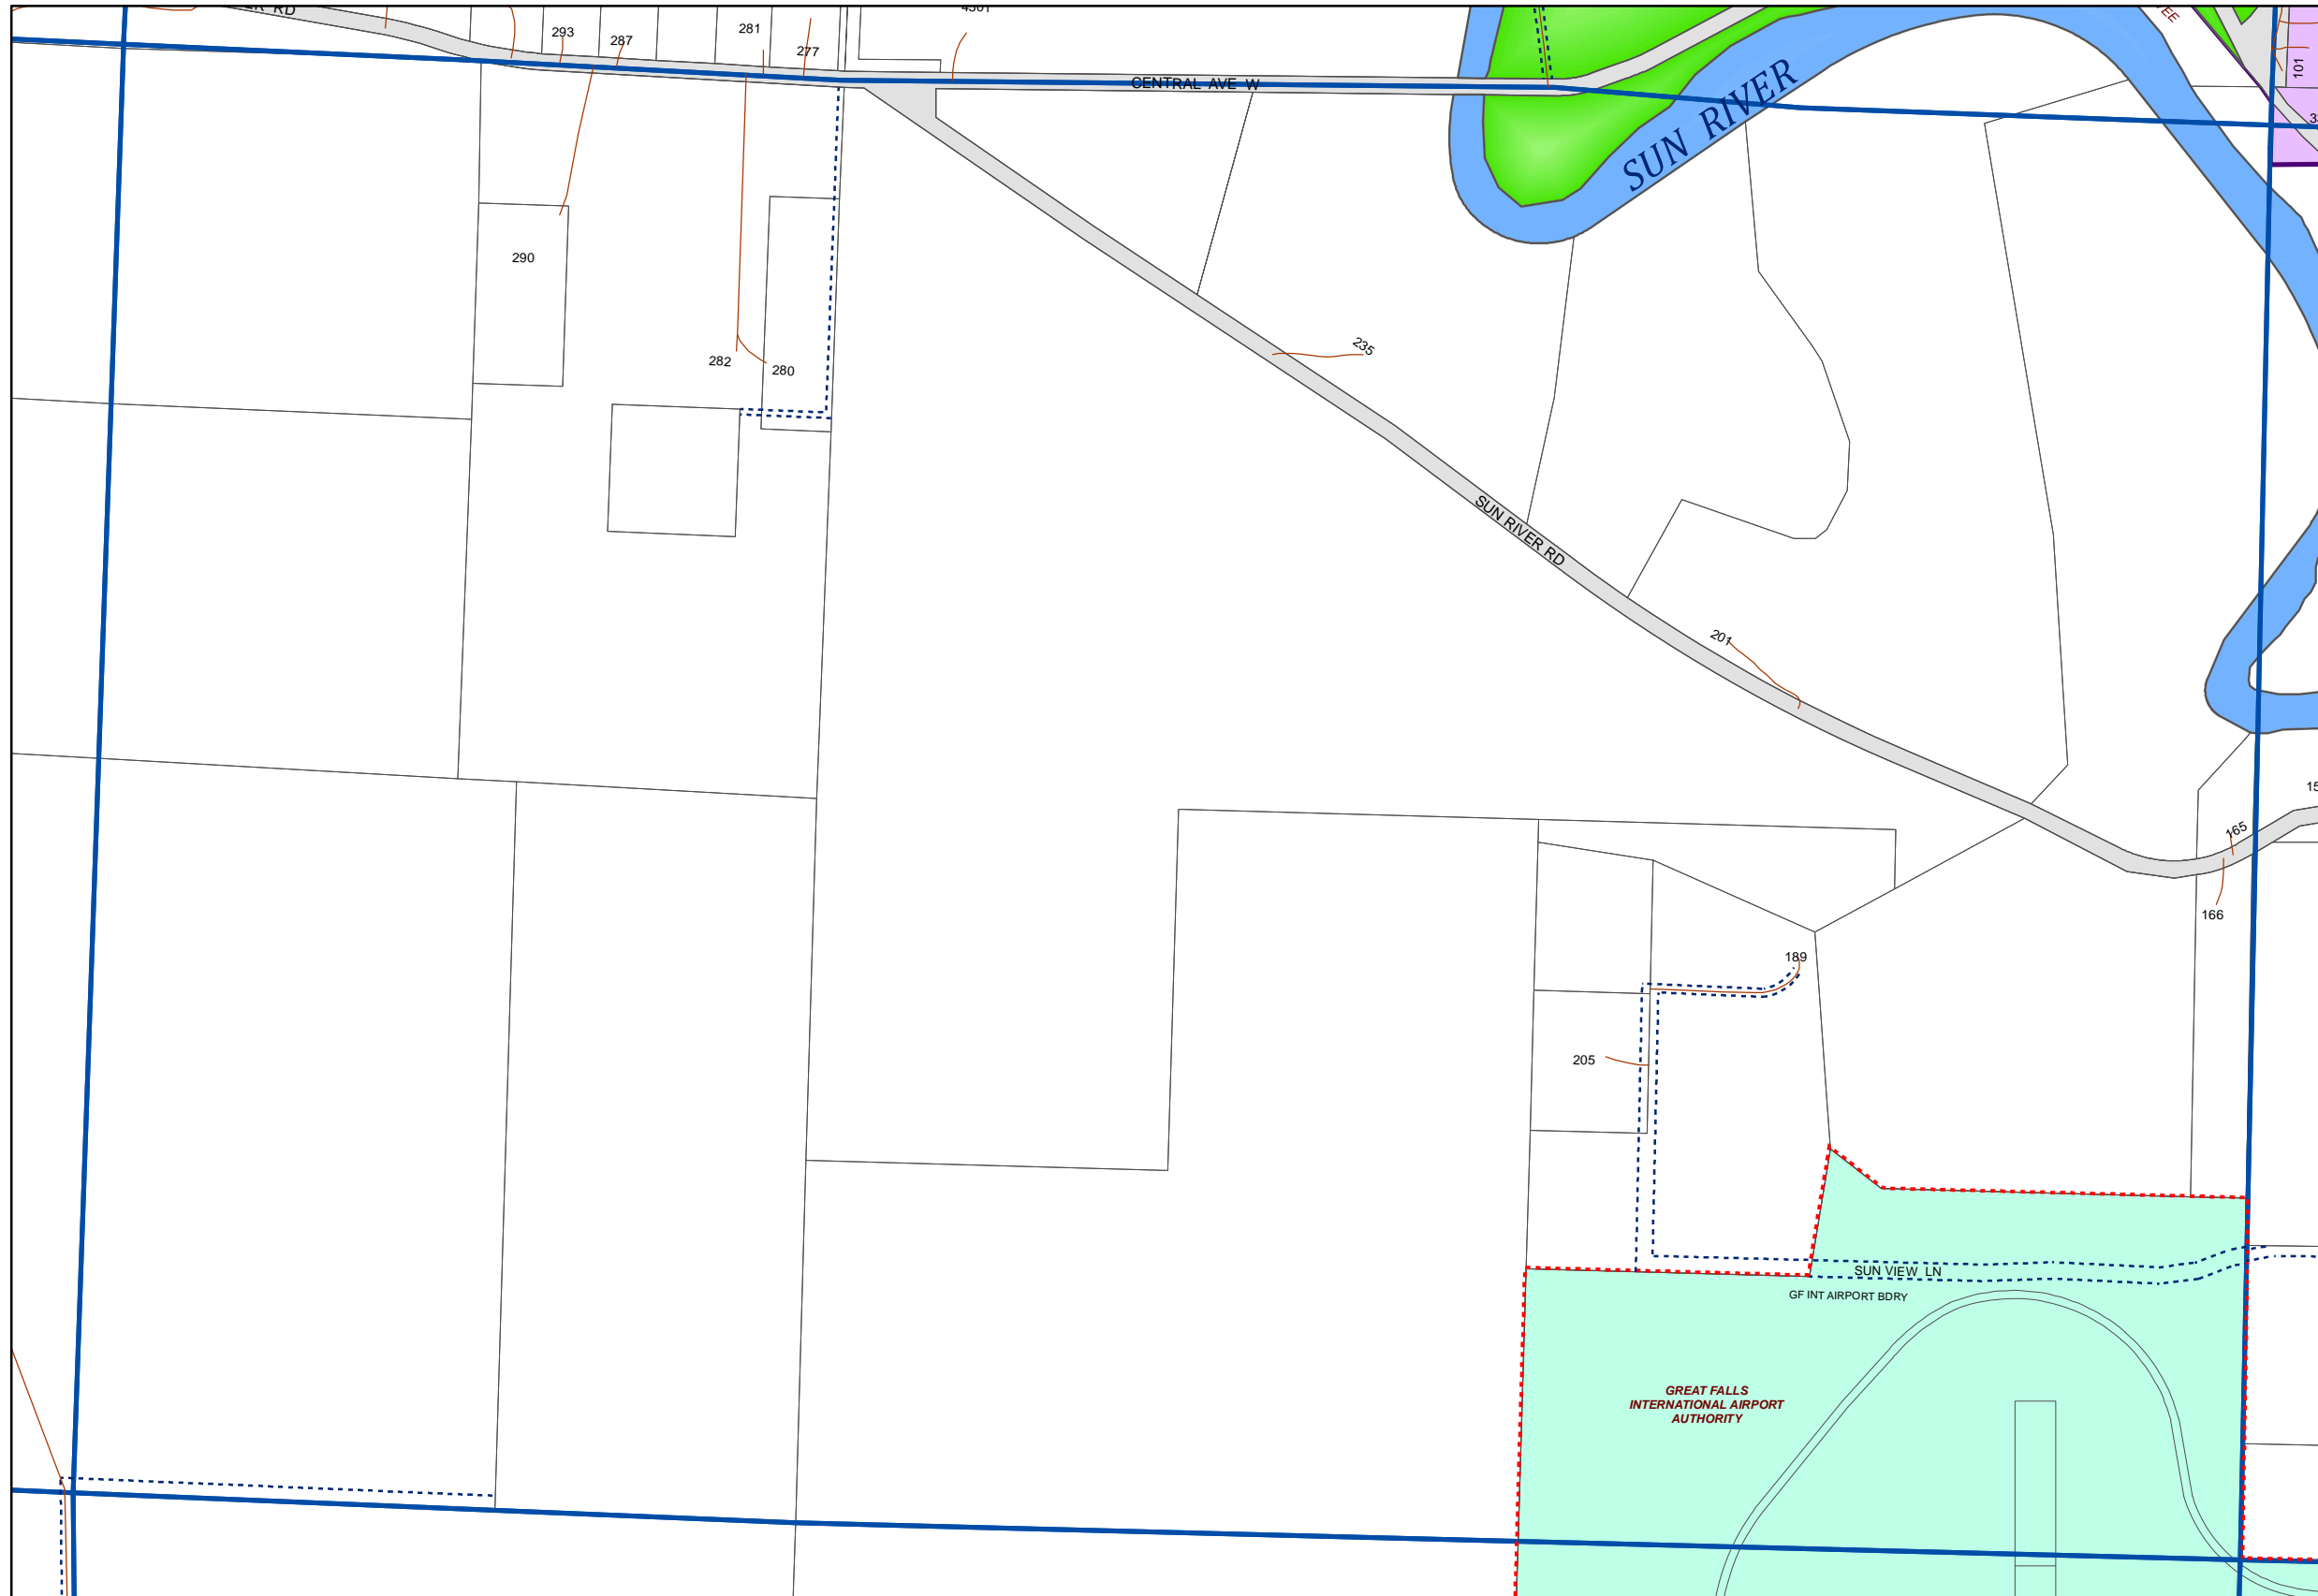 RD
293
287
281
277
CENTRAL AVE W
SUN RIVER
101
290
282
280
235
SUN RIVER RD
201
165
166
189
205
SUN VIEW LN
GF INT AIRPORT BDRY
GREAT FALLS
INTERNATIONAL AIRPORT
AUTHORITY